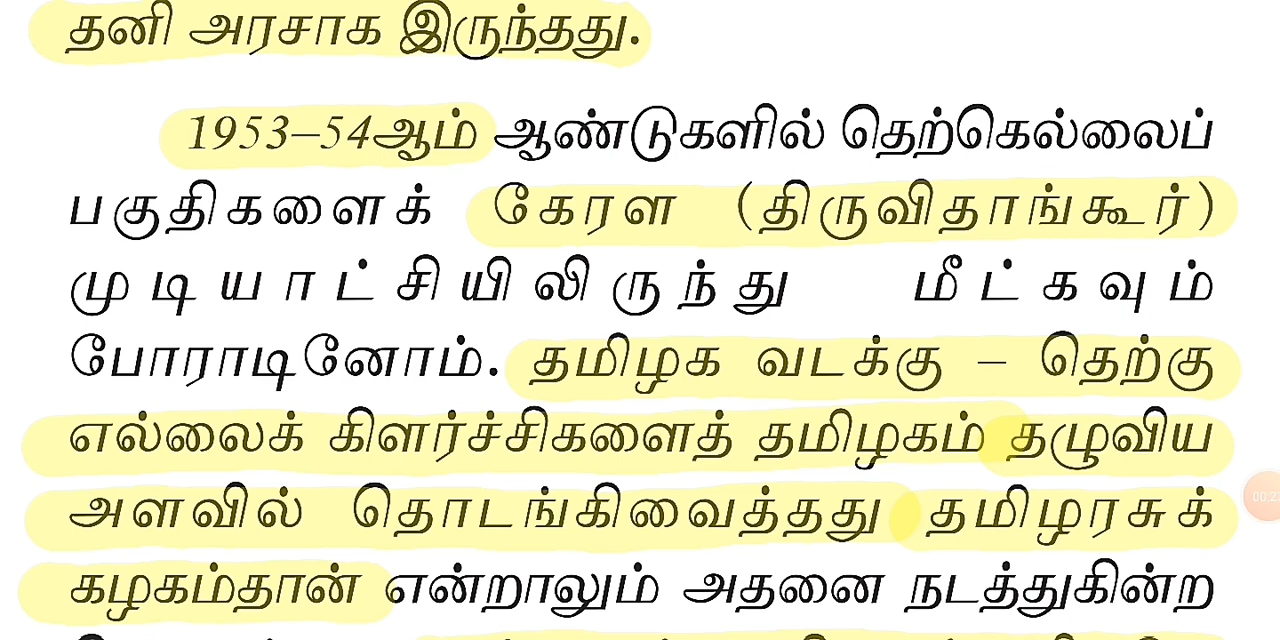 தனி அரசாக இருந்தது.
1953–54ஆம் ஆண்டுகளில் தெற்கெல்லைப்
பகுதிகளைக் கேரள (திருவிதாங்கூர்)
முடியாட்சியிலிருந்து மீட்கவும்
போராடினோம். தமிழக வடக்கு – தெற்கு
எல்லைக் கிளர்ச்சிகளைத் தமிழகம் தழுவிய
அளவில் தொடங்கிவைத்தது தமிழரசுக்
கழகம்தான் என்றாலும் அதனை நடத்துகின்ற